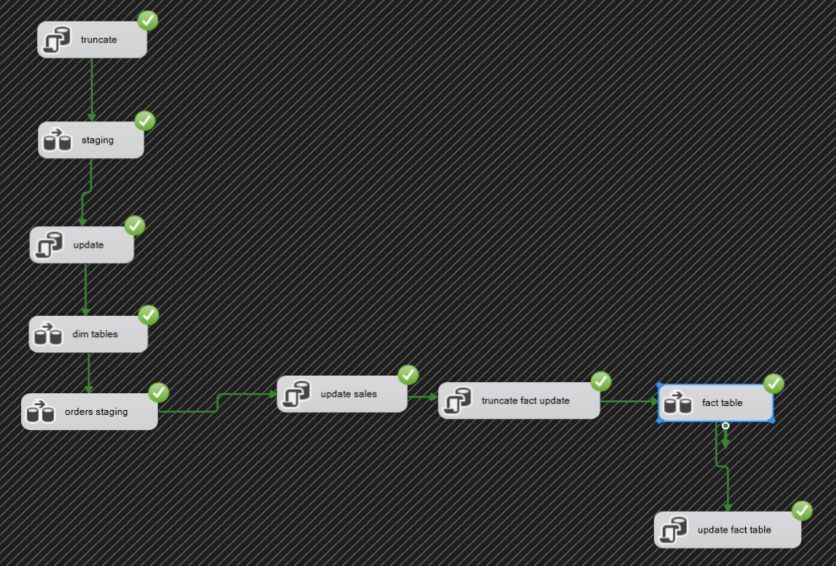 truncate
staging
update
dim tables
orders staging
update sales
truncate fact update
fact table
update fact table